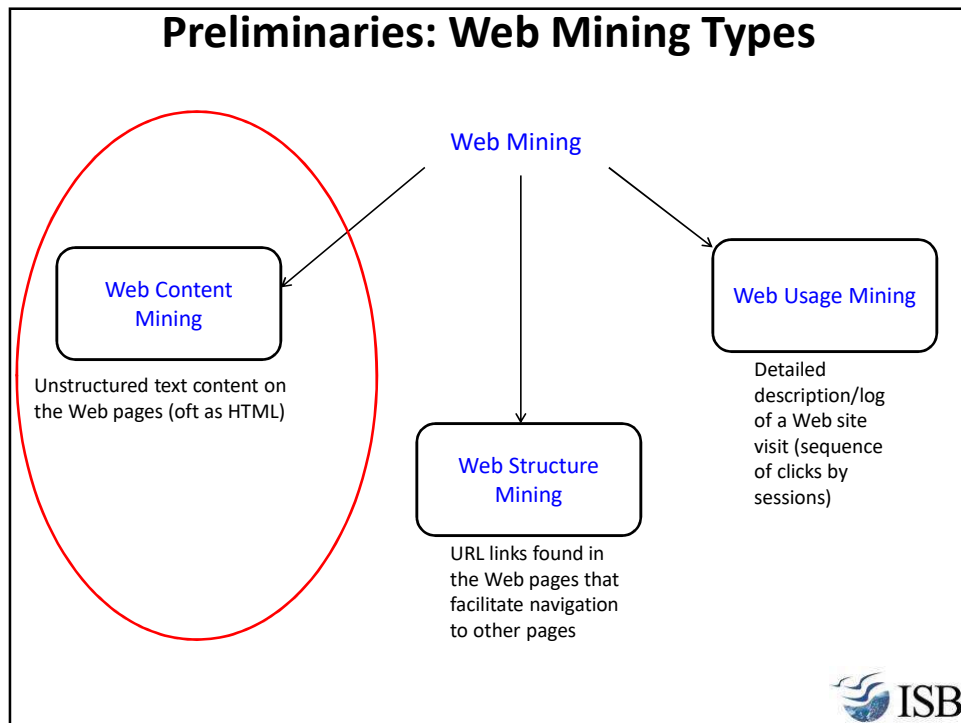 Preliminaries: Web Mining Types
Web Mining
Web Content
Mining
Unstructured text content on
the Web pages (oft as HTML)
Web Structure
Mining
URL links found in
the Web pages that
facilitate navigation
to other pages
Web Usage Mining
Detailed
description/log
of a Web site
visit (sequence
of clicks by
sessions)
ISB